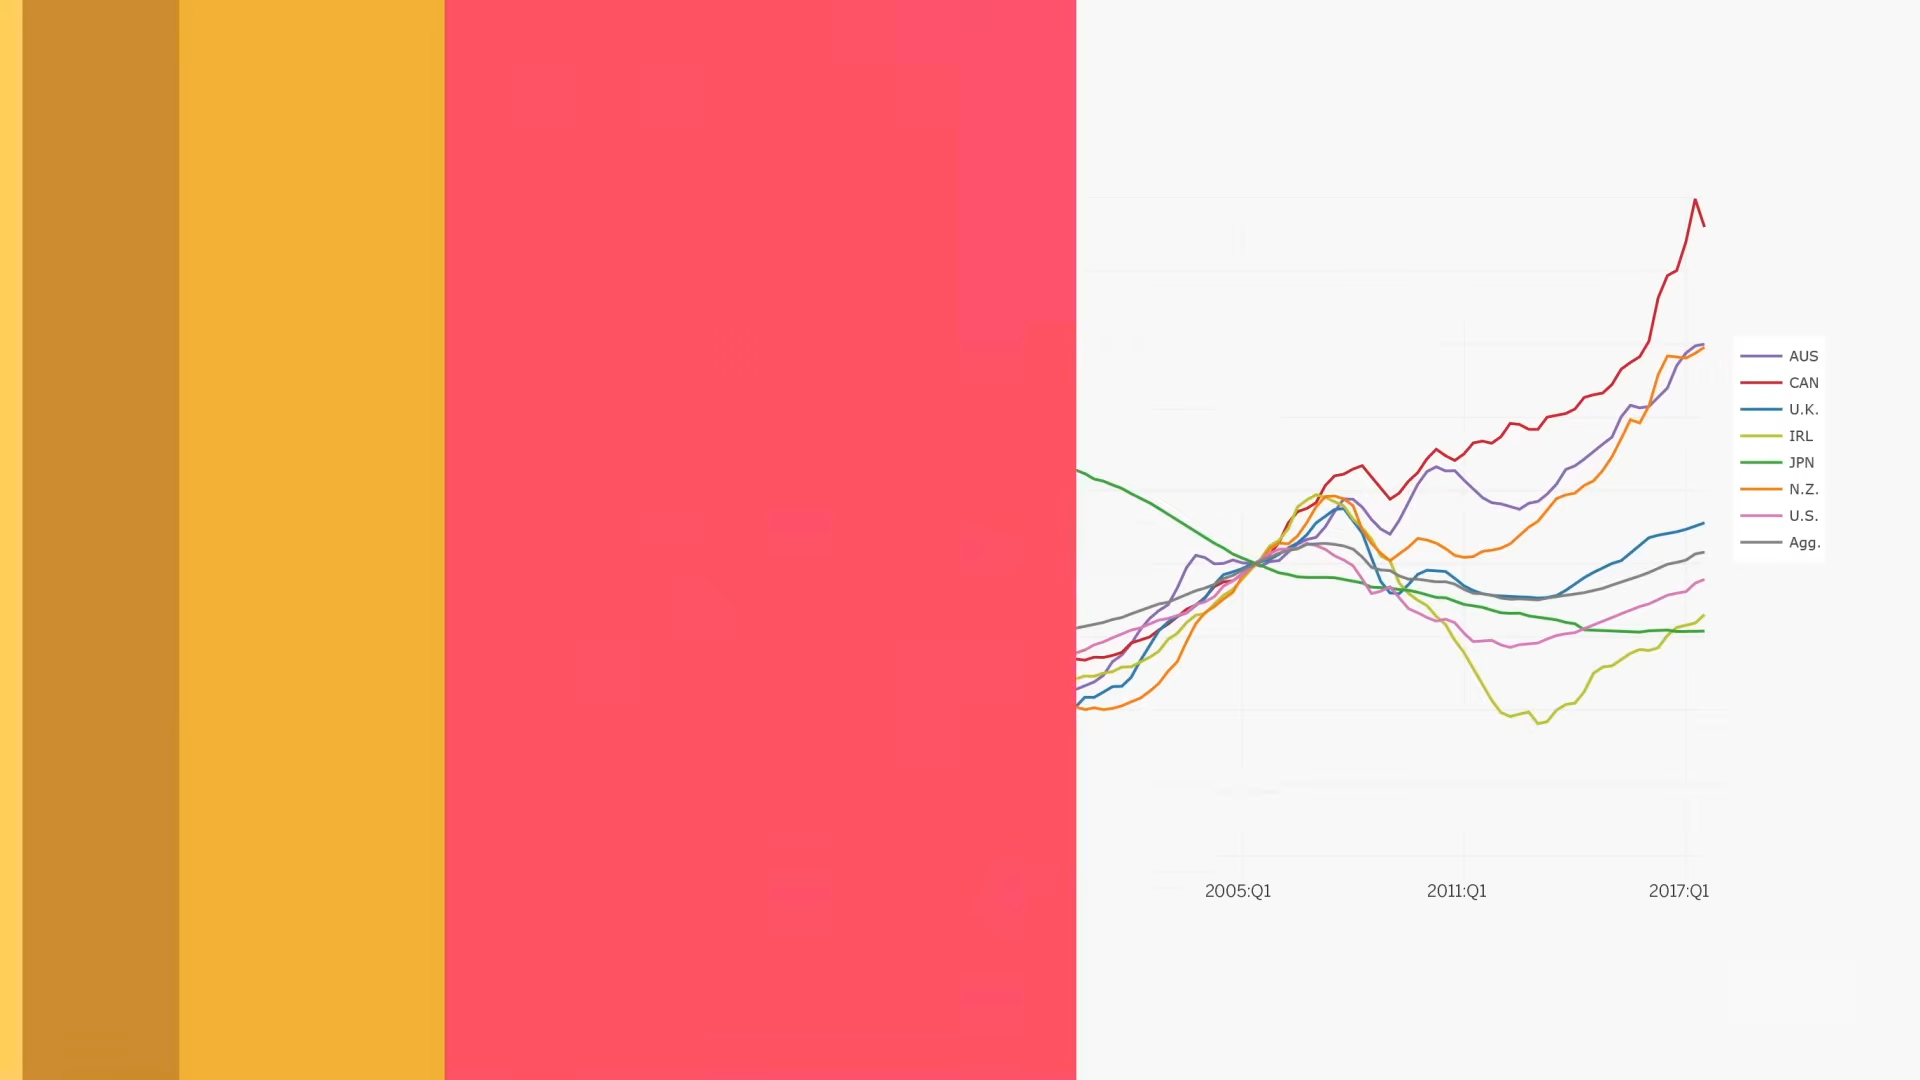 AUS
CAN
U.K.
IRL
JPN
N.Z.
U.S.
Agg.
2005:Q1
2011:Q1
2017:Q1